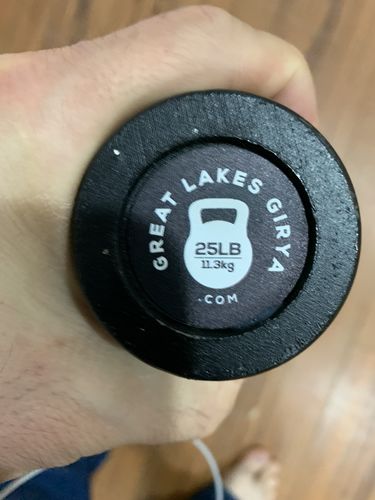 GREAT LAKES GIRYA
25LB
11.3kg
.COM